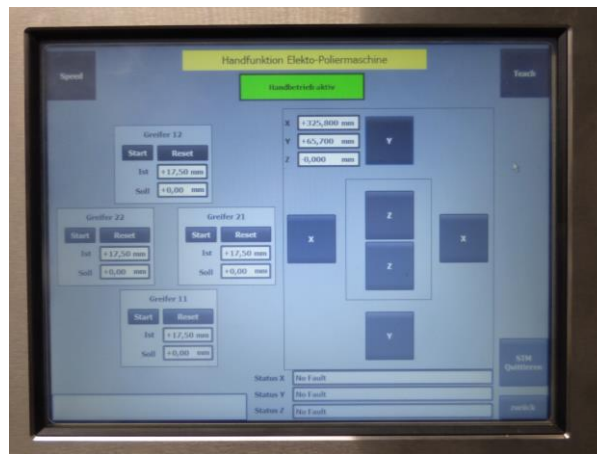 Handfunktion Elekto-Poliermaschine
Speed
Handbetrieb aktiv
Teach
X +325,000 mm
Y +65,700 mm
Z -0,000 mm
Y
Greifer 12
Start Reset
Ist +17,50 mm
Soll +0,00 mm
Greifer 22
Start Reset
Ist +17,50 mm
Soll +0,00 mm
Greifer 21
Start Reset
Ist +17,50 mm
Soll +0,00 mm
X
Z
Z
X
Greifer 11
Start Reset
Ist +17,50 mm
Soll +0,00 mm
Y
Quittieren
Status X No Fault
Status Y No Fault
Status Z No Fault
zurück